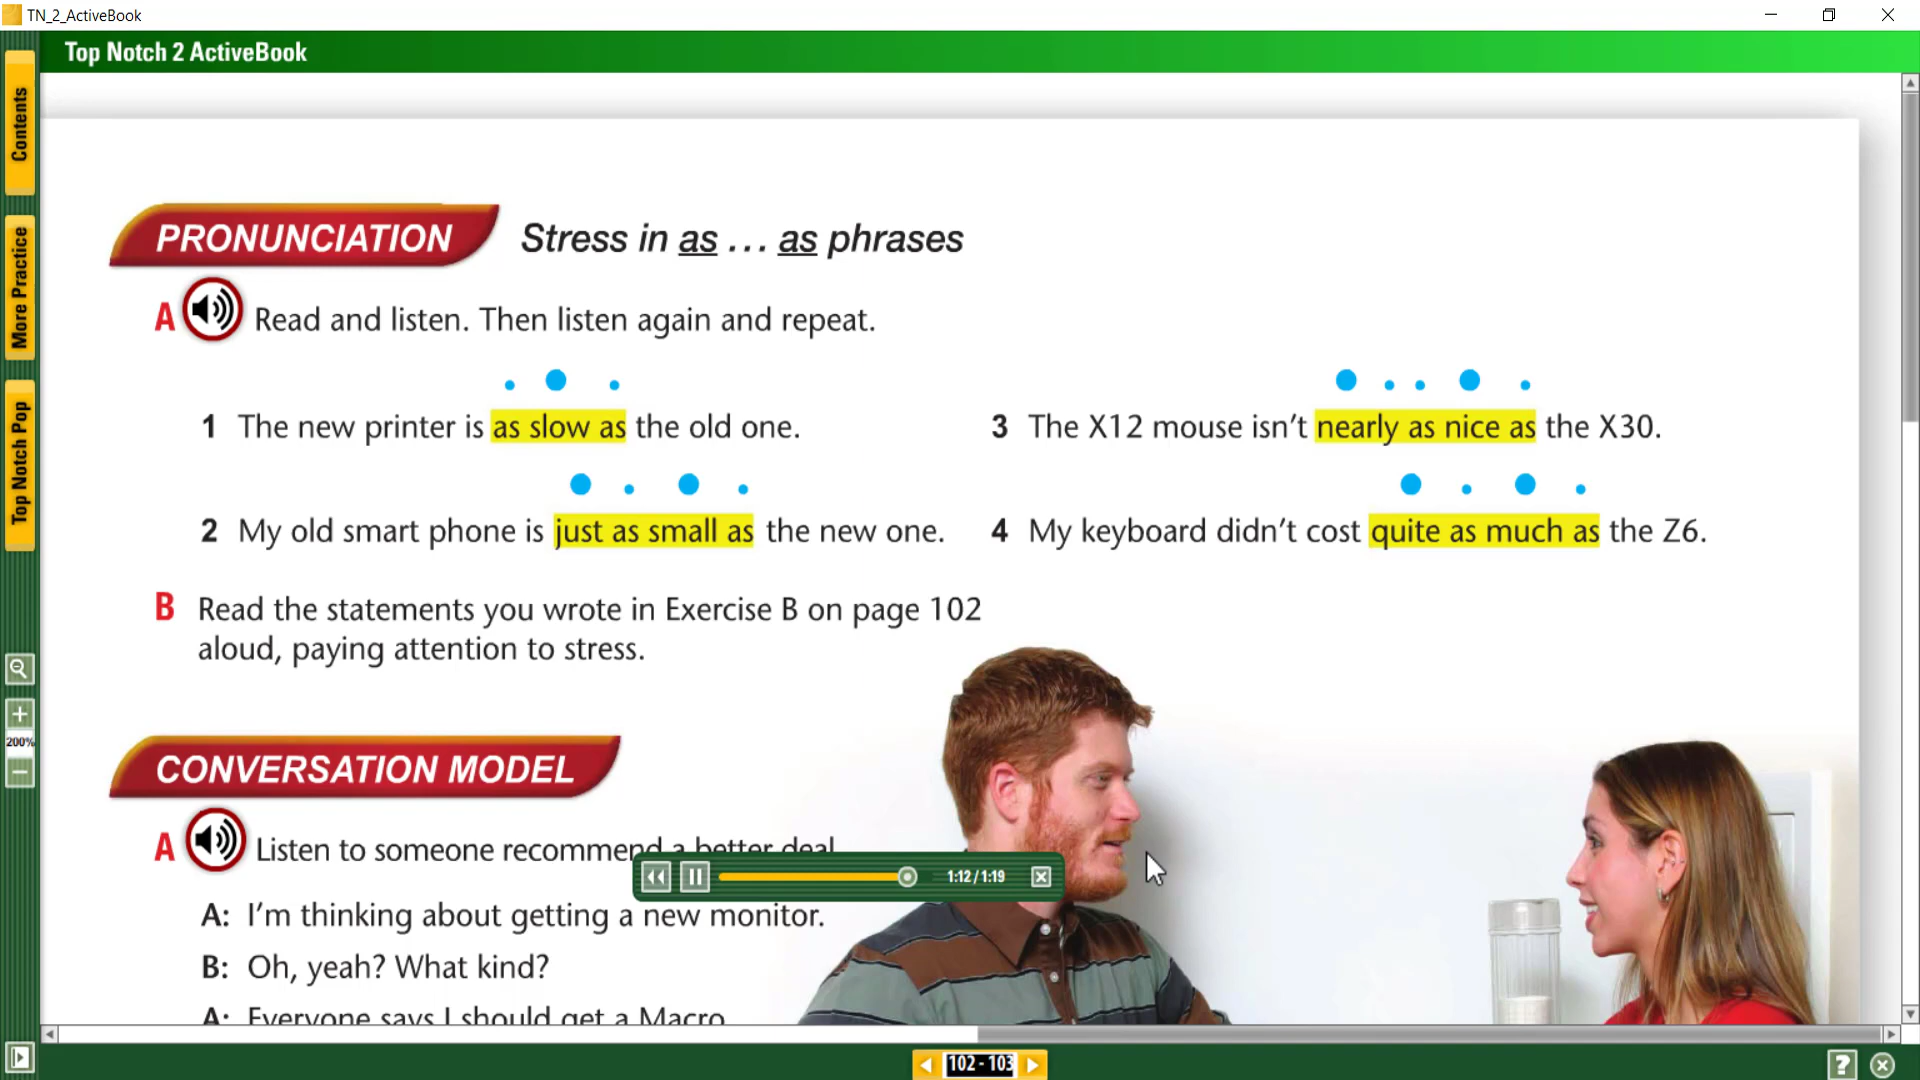 TN_2_ActiveBook
Top Notch 2 ActiveBook
Contents
More Practice
Top Notch Pop
200%
PRONUNCIATION Stress in as ... as phrases
A Read and listen. Then listen again and repeat.
1 The new printer is as slow as the old one.
2 My old smart phone is just as small as the new one.
3 The X12 mouse isn't nearly as nice as the X30.
4 My keyboard didn't cost quite as much as the Z6.
B Read the statements you wrote in Exercise B on page 102
aloud, paying attention to stress.
CONVERSATION MODEL
A Listen to someone recommend a better deal
1:12 / 1:19
A: I'm thinking about getting a new monitor.
B: Oh, yeah? What kind?
A: Everyone says I should get a Macro
102 - 103
?